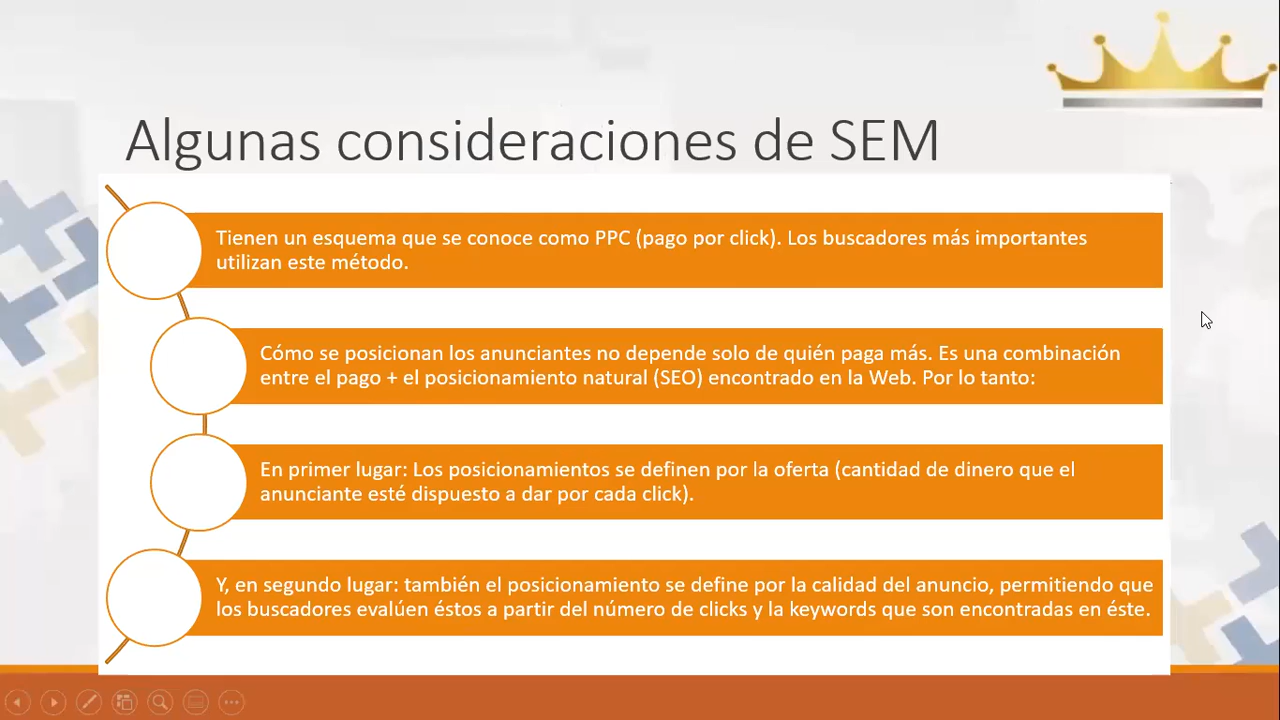 Algunas consideraciones de SEM
Tienen un esquema que se conoce como PPC (pago por click). Los buscadores más importantes
utilizan este método.
Cómo se posicionan los anunciantes no depende solo de quién paga más. Es una combinación
entre el pago + el posicionamiento natural (SEO) encontrado en la Web. Por lo tanto:
En primer lugar: Los posicionamientos se definen por la oferta (cantidad de dinero que el
anunciante esté dispuesto a dar por cada click).
Y, en segundo lugar: también el posicionamiento se define por la calidad del anuncio, permitiendo que
los buscadores evalúen éstos a partir del número de clicks y la keywords que son encontradas en éste.